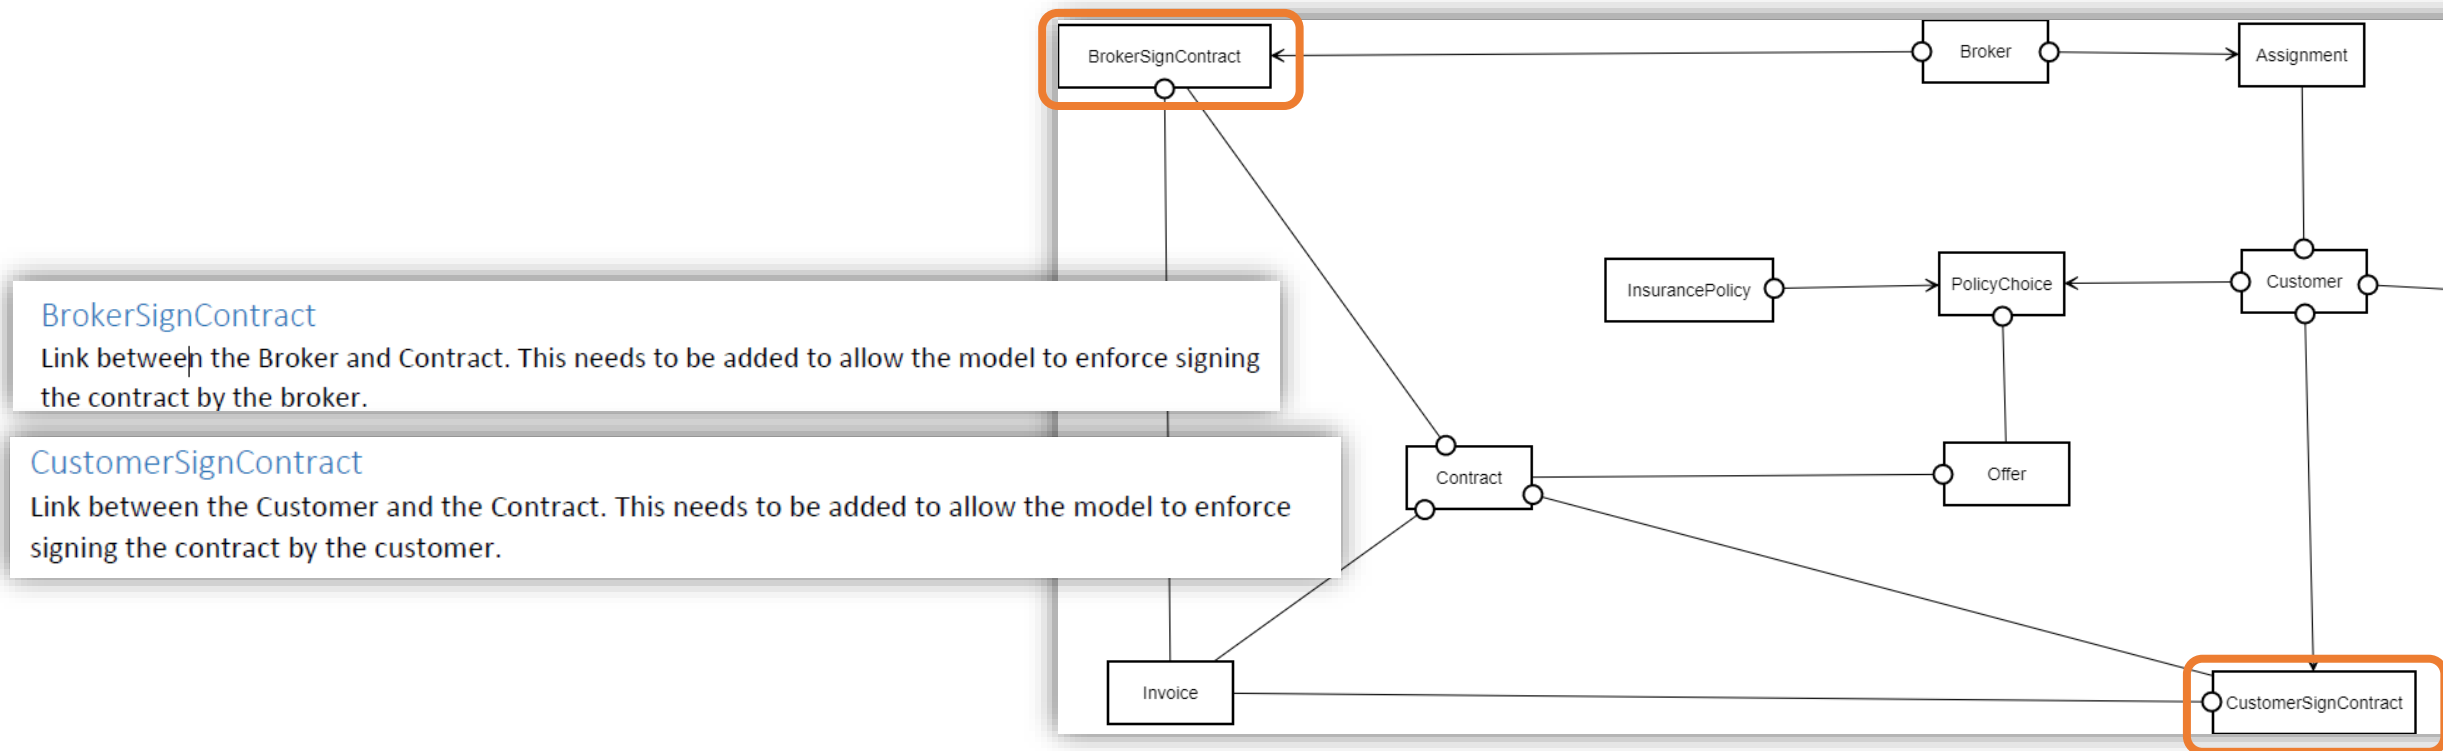 BrokerSignContract
Broker
Assignment
InsurancePolicy
PolicyChoice
Customer
BrokerSignContract
Link between the Broker and Contract. This needs to be added to allow the model to enforce signing
the contract by the broker.
CustomerSignContract
Link between the Customer and the Contract. This needs to be added to allow the model to enforce
signing the contract by the customer.
Contract
Offer
Invoice
CustomerSignContract